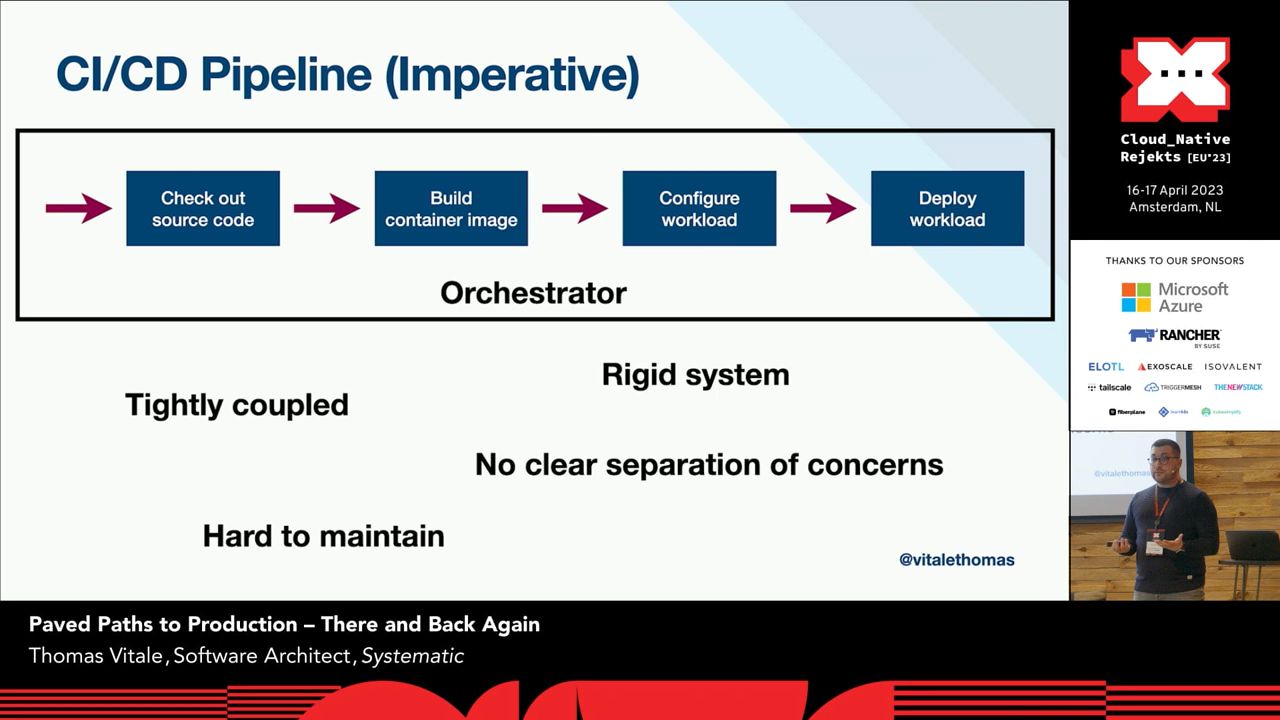 CI/CD Pipeline (Imperative)
Check out
source code
Build
container image
Configure
workload
Deploy
workload
Orchestrator
Rigid system
Tightly coupled
No clear separation of concerns
Hard to maintain
@vitalethomas
Cloud_Native
Rejekts [EU*23]
16-17 April 2023
Amsterdam, NL
THANKS TO OUR SPONSORS
Microsoft
Azure
RANCHER
BY SUSE
ELOTL EXOSCALE ISOVALENT
tailscale TRIGGERMESH THENEWSTACK
fiberplane
@vitalethomas
Paved Paths to Production – There and Back Again
Thomas Vitale, Software Architect, Systematic